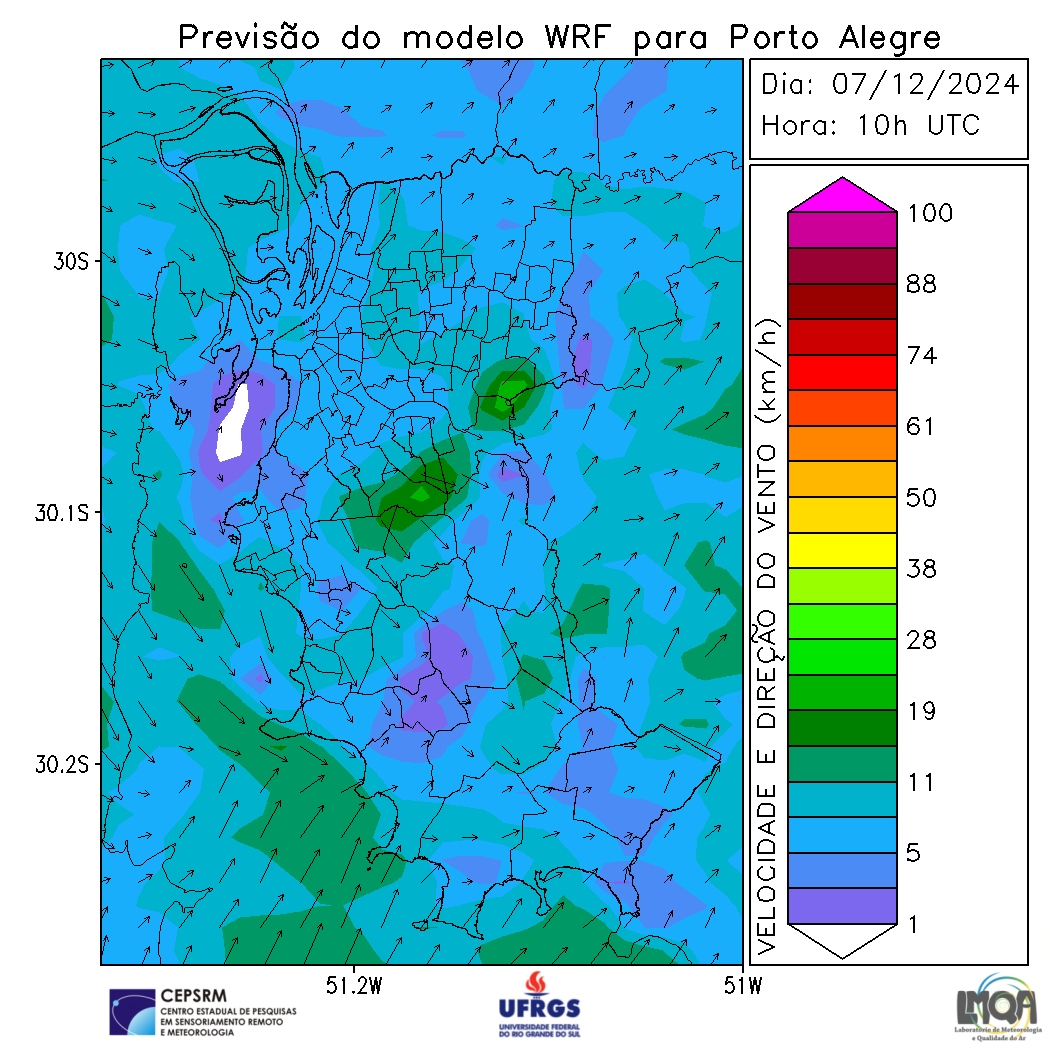 Previsão do modelo WRF para Porto Alegre
Dia: 07/12/2024
Hora: 10h UTC
30S
30.1S
30.2S
51.2W
51W
VELOCIDADE E DIREÇÃO DO VENTO (km/h)
100
88
74
61
50
38
28
19
11
5
1
CEPSRM
CENTRO ESTADUAL DE PESQUISAS
EM SENSORIAMENTO REMOTO
E METEOROLOGIA
UFRGS
UNIVERSIDADE FEDERAL
DO RIO GRANDE DO SUL
LMQA
Laboratório de Meteorologia
e Qualidade do Ar